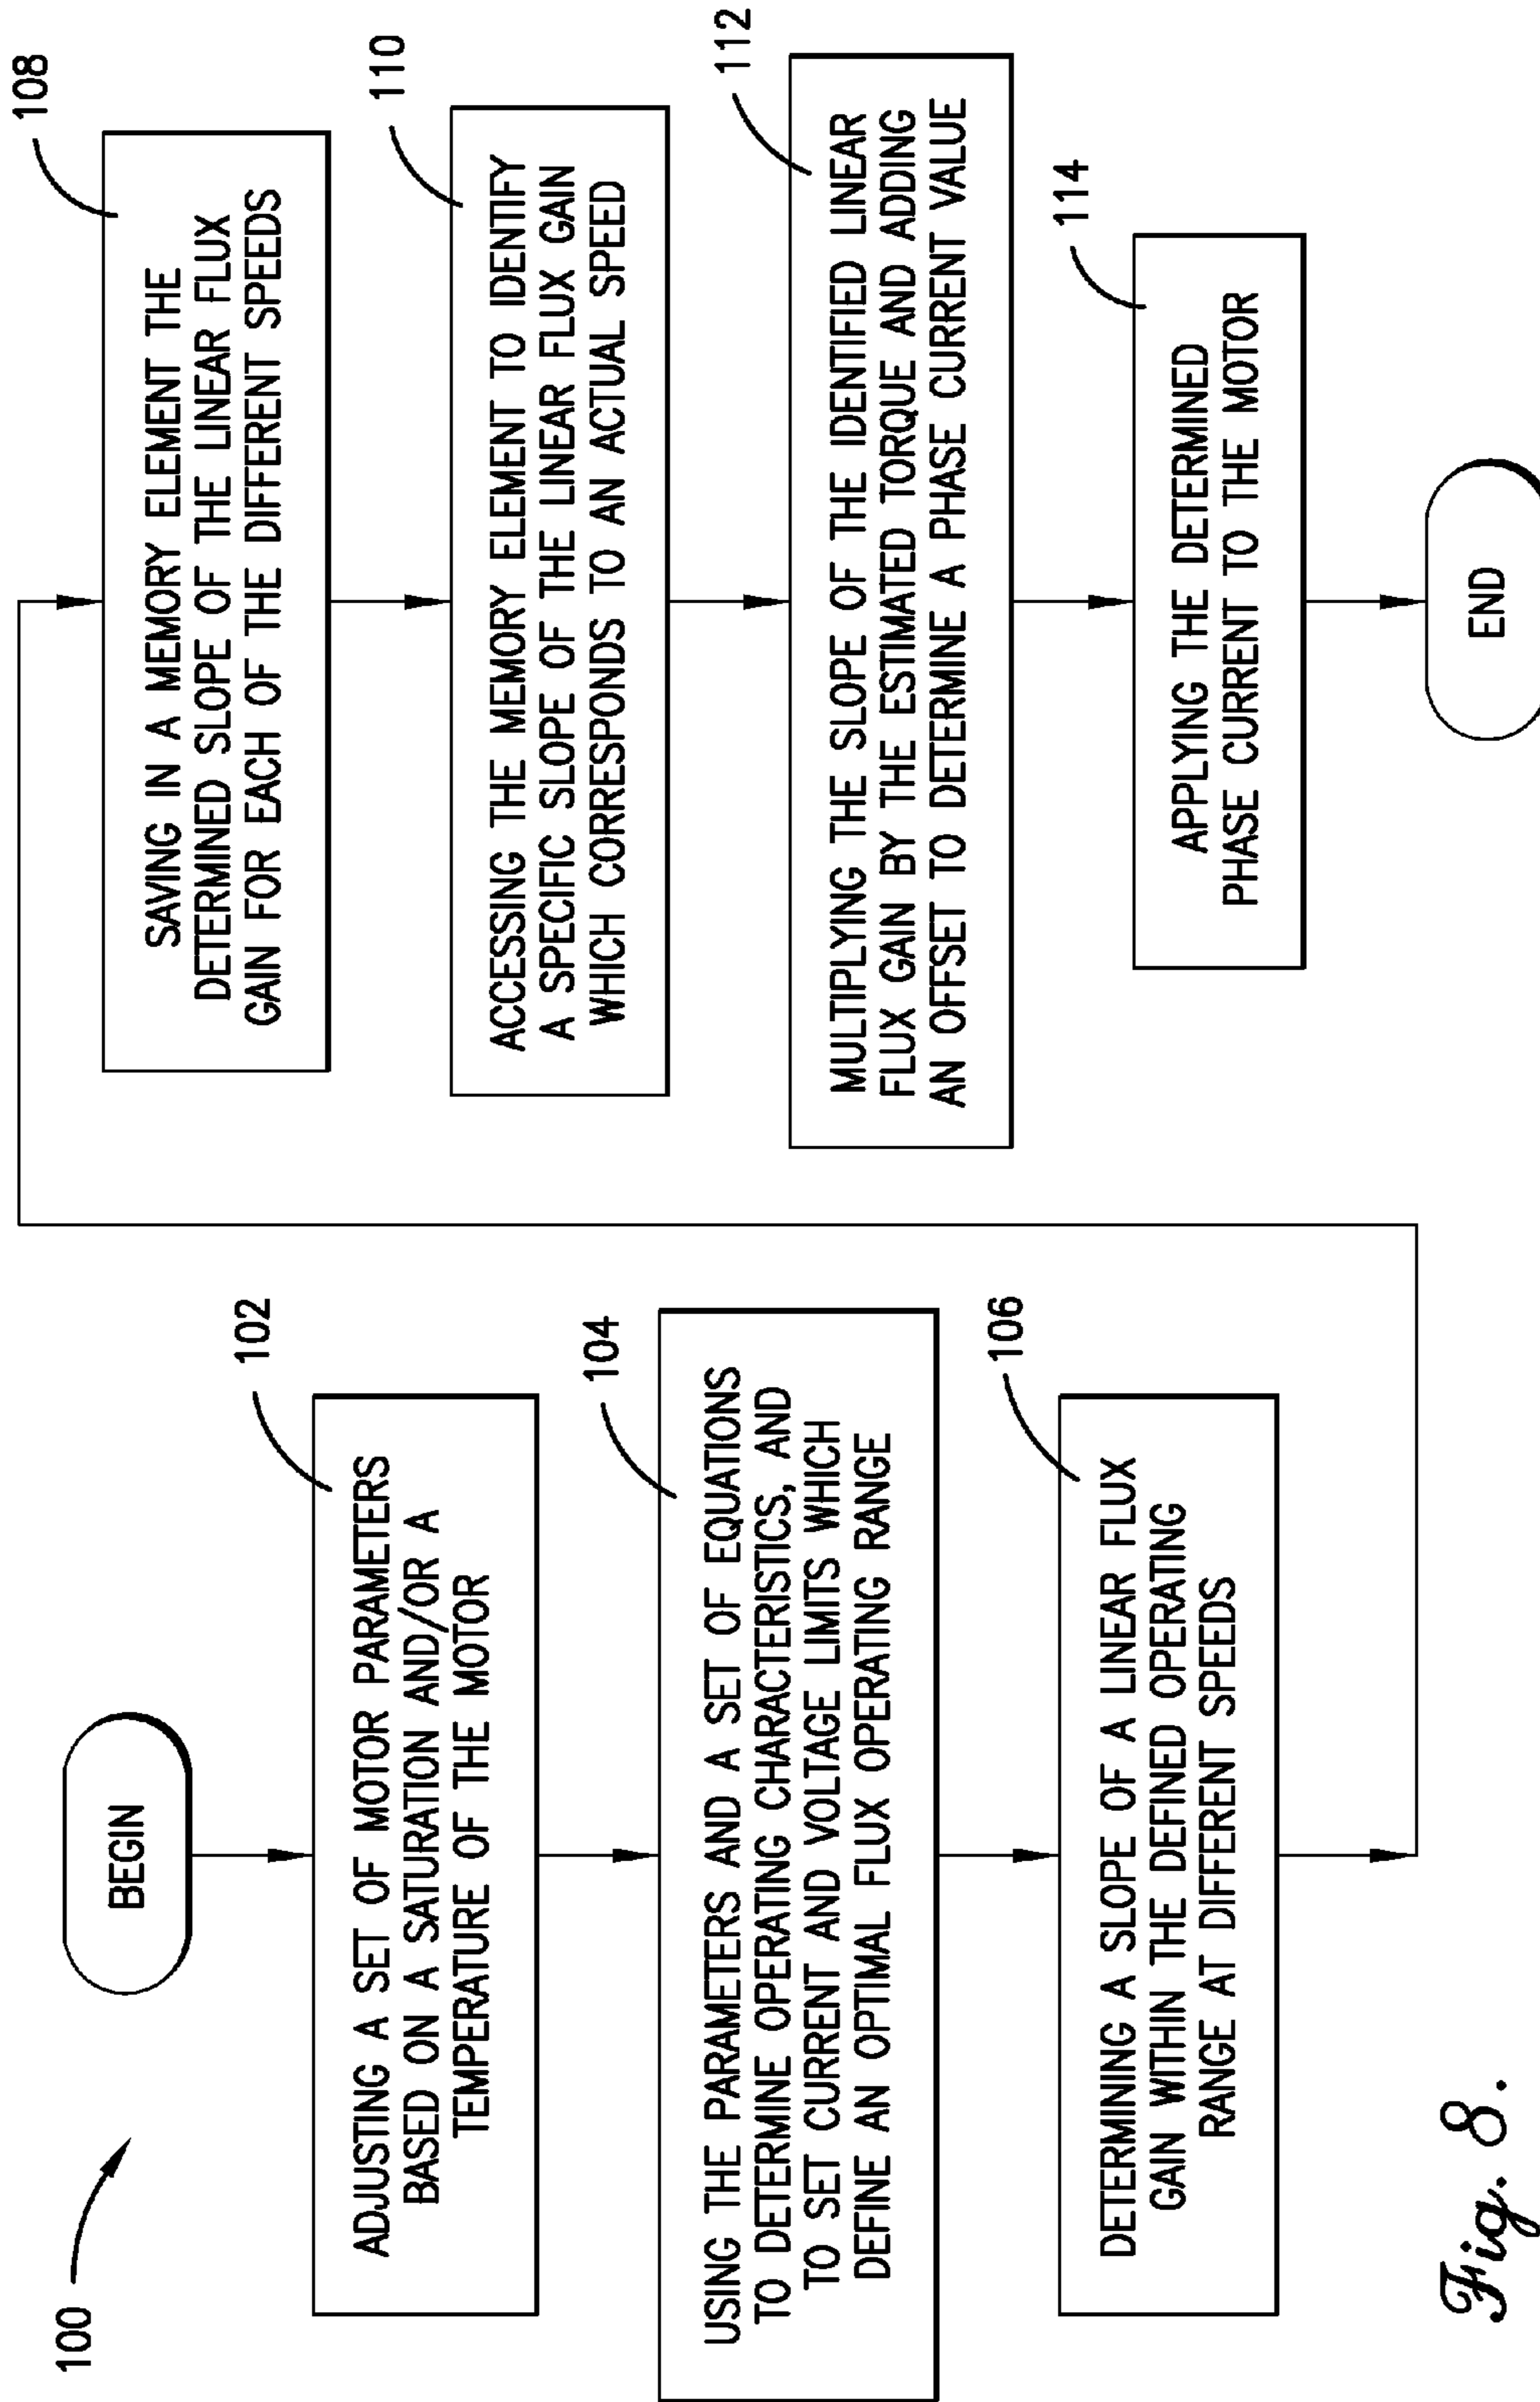 100
BEGIN
102
ADJUSTING A SET OF MOTOR PARAMETERS
BASED ON A SATURATION AND/OR A
TEMPERATURE OF THE MOTOR
104
USING THE PARAMETERS AND A SET OF EQUATIONS
TO DETERMINE OPERATING CHARACTERISTICS, AND
TO SET CURRENT AND VOLTAGE LIMITS WHICH
DEFINE AN OPTIMAL FLUX OPERATING RANGE
106
DETERMINING A SLOPE OF A LINEAR FLUX
GAIN WITHIN THE DEFINED OPERATING
RANGE AT DIFFERENT SPEEDS
108
SAVING IN A MEMORY ELEMENT THE
DETERMINED SLOPE OF THE LINEAR FLUX
GAIN FOR EACH OF THE DIFFERENT SPEEDS
110
ACCESSING THE MEMORY ELEMENT TO IDENTIFY
A SPECIFIC SLOPE OF THE LINEAR FLUX GAIN
WHICH CORRESPONDS TO AN ACTUAL SPEED
112
MULTIPLYING THE SLOPE OF THE IDENTIFIED LINEAR
FLUX GAIN BY THE ESTIMATED TORQUE AND ADDING
AN OFFSET TO DETERMINE A PHASE CURRENT VALUE
114
APPLYING THE DETERMINED
PHASE CURRENT TO THE MOTOR
END
Fig. 8.